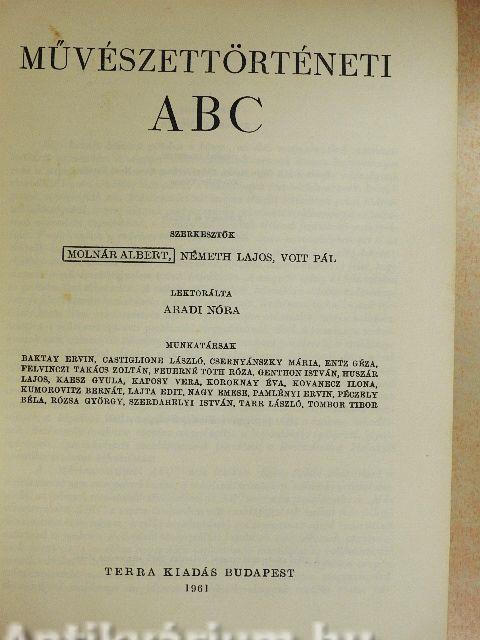 MŰVÉSZETTÖRTÉNETI
ABC
SZERKESZTŐK
MOLNÁR ALBERT, NÉMETH LAJOS, VOIT PÁL
LEKTORÁLTA
ARADI NÓRA
MUNKATÁRSAK
BAKTAY ERVIN, CASTIGLIONE LÁSZLÓ, CSERNYÁNSZKY MÁRIA, ENTZ GÉZA,
FELVINCZI TAKÁCS ZOLTÁN, FEUERNÉ TÓTH RÓZA, GENTHON ISTVÁN, HUSZÁR
LAJOS, KAESZ GYULA, KAPOSY VERA, KOROKNAY ÉVA, KOVANECZ ILONA,
KUMOROVITZ BERNÁT, LAJTA EDIT, NAGY EMESE, PAMLÉNYI ERVIN, PÉCZELY
BÉLA, RÓZSA GYÖRGY, SZERDAHELYI ISTVÁN, TARR LÁSZLÓ, TOMBOR TIBOR
TERRA KIADÁS BUDAPEST
1961
Antikvárium.hu